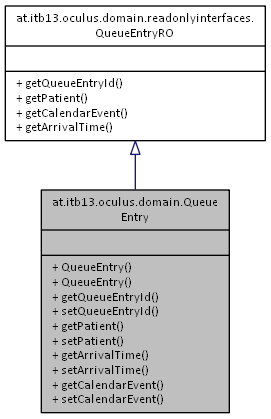 at.itb13.oculus.domain.readonlyinterfaces.
QueueEntryRO
+ getQueueEntryId()
+ getPatient()
+ getCalendarEvent()
+ getArrivalTime()
at.itb13.oculus.domain.Queue
Entry
+ QueueEntry()
+ QueueEntry()
+ getQueueEntryId()
+ setQueueEntryId()
+ getPatient()
+ setPatient()
+ getArrivalTime()
+ setArrivalTime()
+ getCalendarEvent()
+ setCalendarEvent()